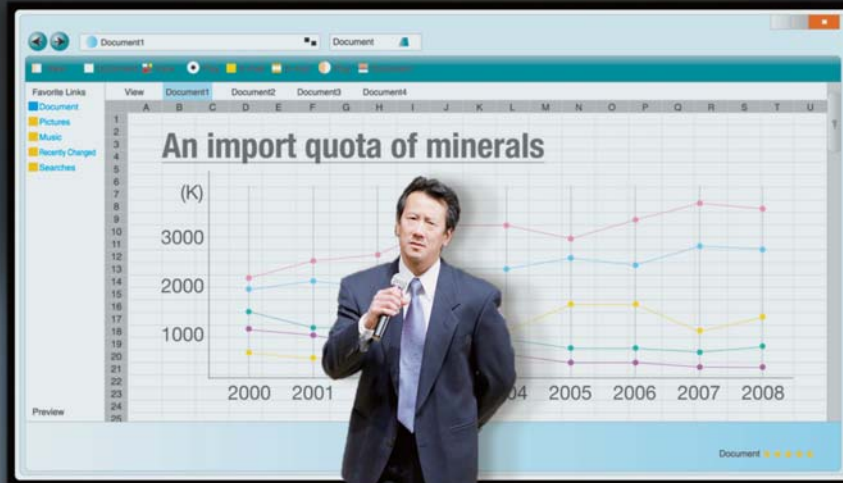 Document1
Document
Favorite Links
Document
Pictures
Music
Recently Changed
Searches
Preview
View Document1 Document2 Document3 Document4
A B C D E F G H I J K L M N O P Q R S T U
1
2
3
4
5
6
7
8
9
10
11
12
13
14
15
16
17
18
19
20
21
22
23
24
25
An import quota of minerals
(K)
3000
2000
1000
2000 2001 04 2005 2006 2007 2008
Document